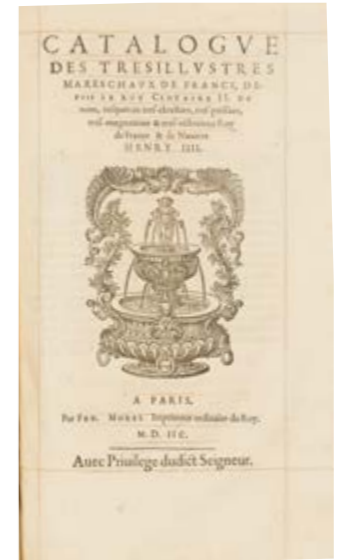 CATALOGVE
DES TRESILLVSTRES
MARESCHAVX DE FRANCE, DE-
PVIS LE ROY CLOTAIRE II. DV
nom, iusques au tres-chrestien, tres-puissant,
tres-magnanime & tres-victorieux Roy
de France & de Nauarre
HENRY IIII.
A PARIS,
Par FED. MOREL Imprimeur ordinaire du Roy.
M. D. IIC.
Auec Priuilege dudict Seigneur.